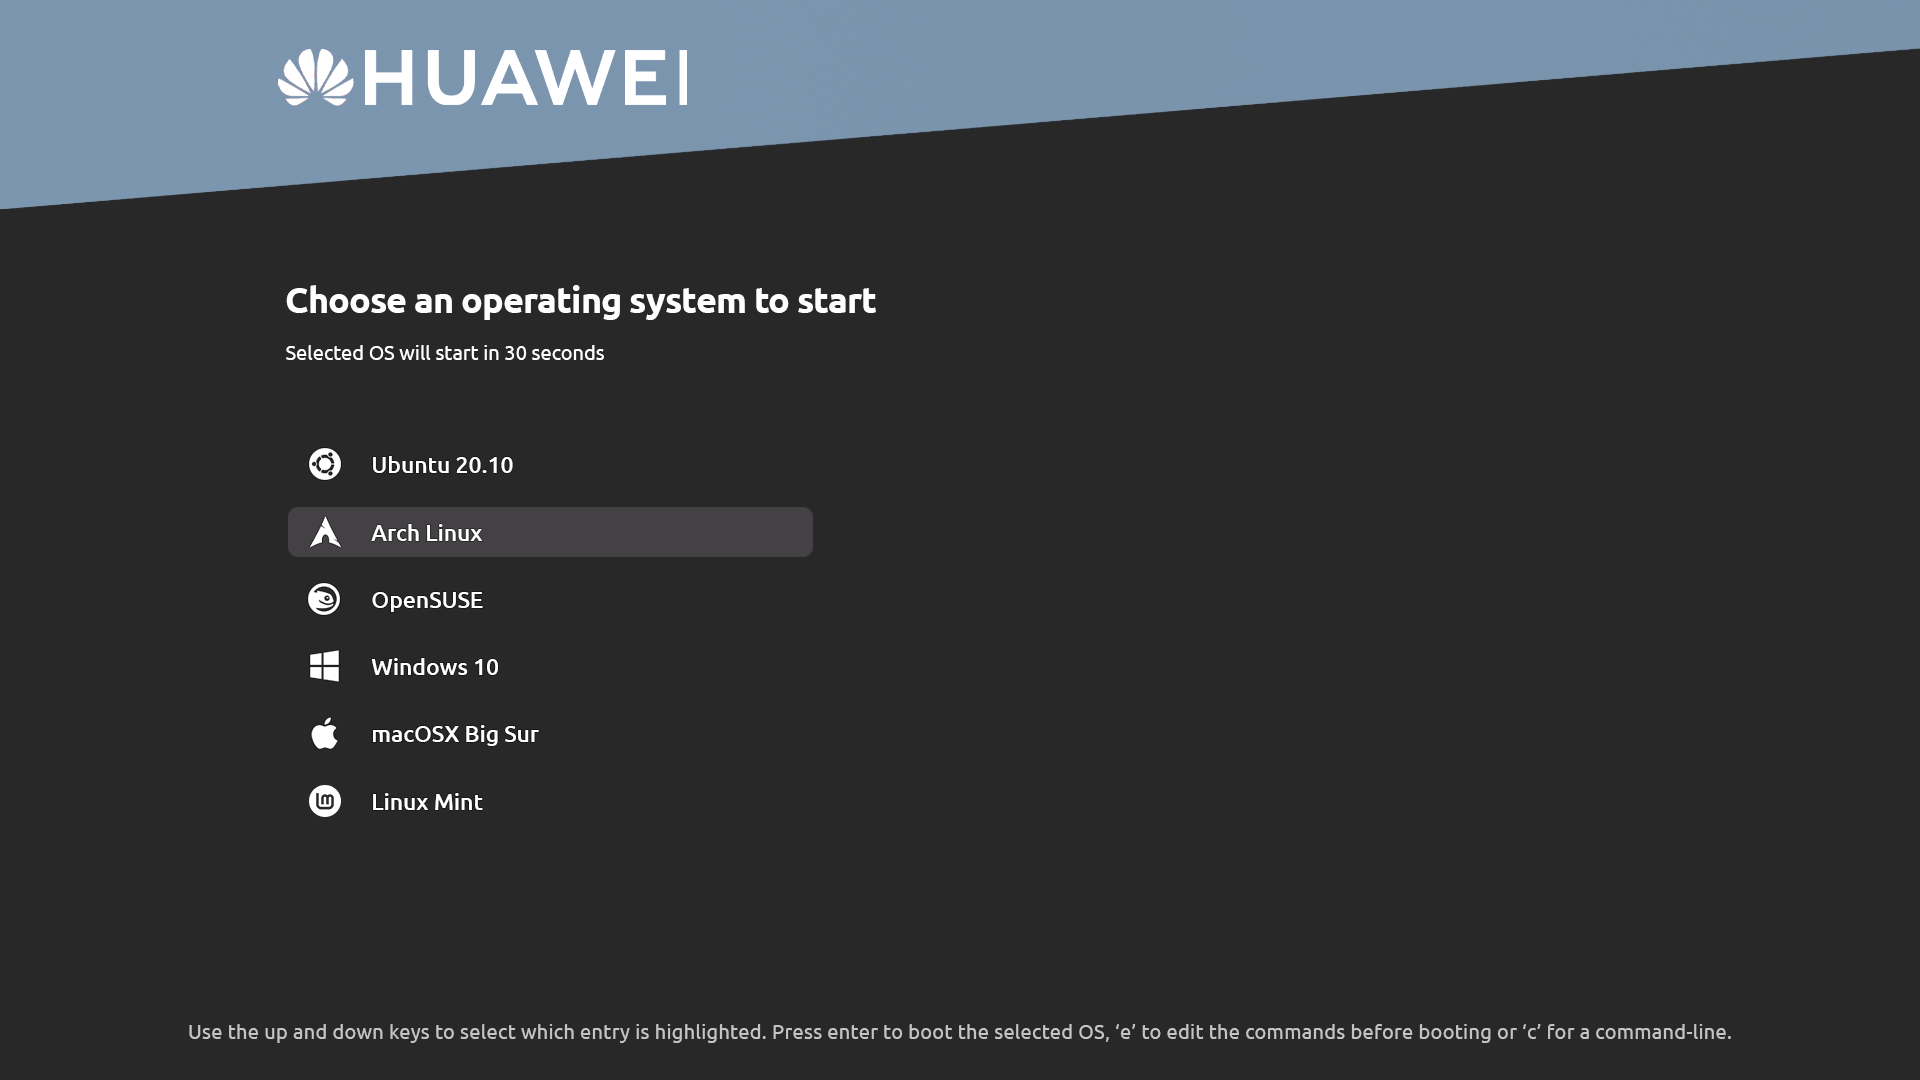 HUAWEI
Choose an operating system to start
Selected OS will start in 30 seconds
Ubuntu 20.10
Arch Linux
OpenSUSE
Windows 10
macOSX Big Sur
Linux Mint
Use the up and down keys to select which entry is highlighted. Press enter to boot the selected OS, ‘e’ to edit the commands before booting or ‘c’ for a command-line.